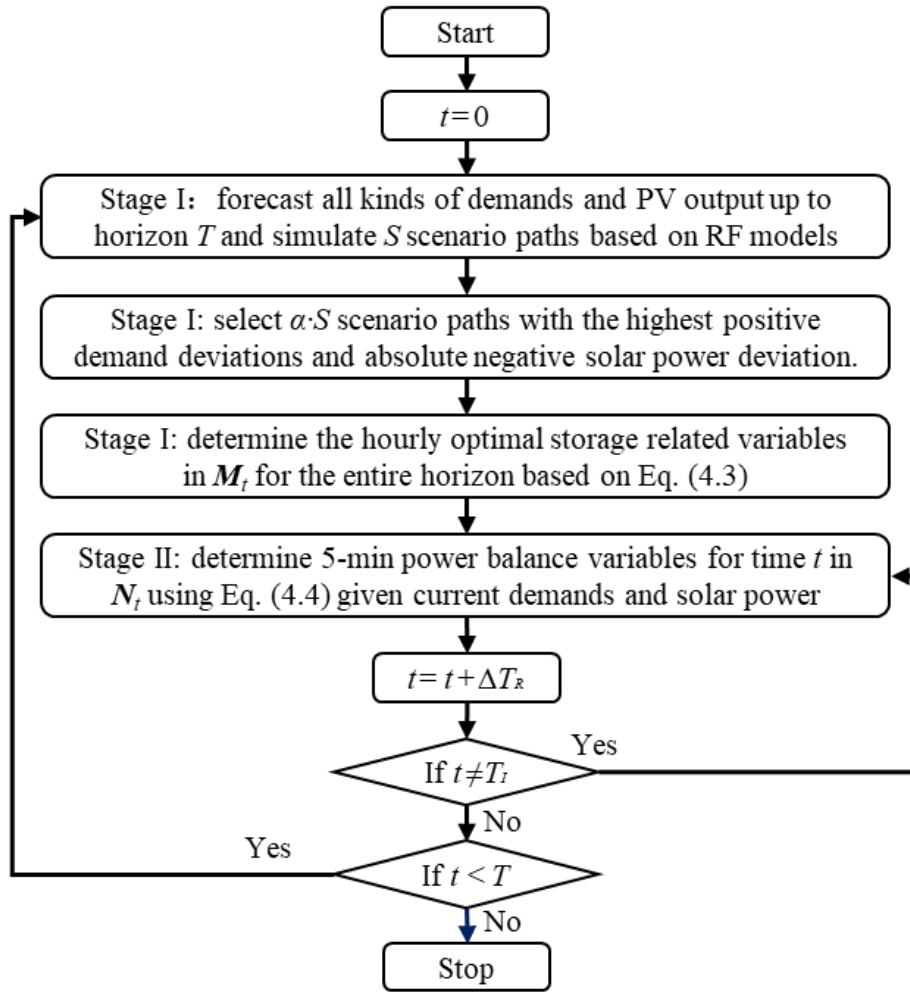 Start
t=0
Stage I：forecast all kinds of demands and PV output up to
horizon T and simulate S scenario paths based on RF models
Stage I: select α·S scenario paths with the highest positive
demand deviations and absolute negative solar power deviation.
Stage I: determine the hourly optimal storage related variables
in Mₜ for the entire horizon based on Eq. (4.3)
Stage II: determine 5-min power balance variables for time t in
Nₜ using Eq. (4.4) given current demands and solar power
t= t+ΔT_R
Yes
If t≠T_I
No
Yes
If t < T
No
Stop